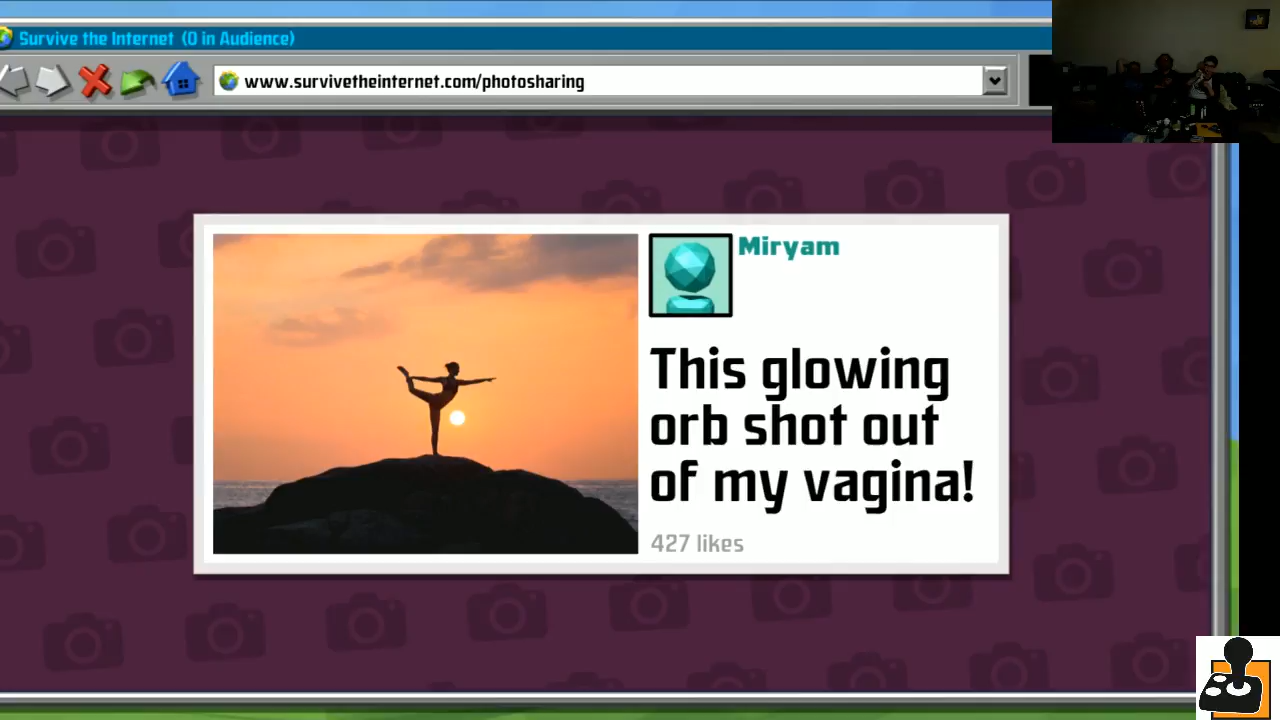 Survive the Internet (0 in Audience)
www.survivetheinternet.com/photosharing
Miryam
This glowing
orb shot out
of my vagina!
427 likes